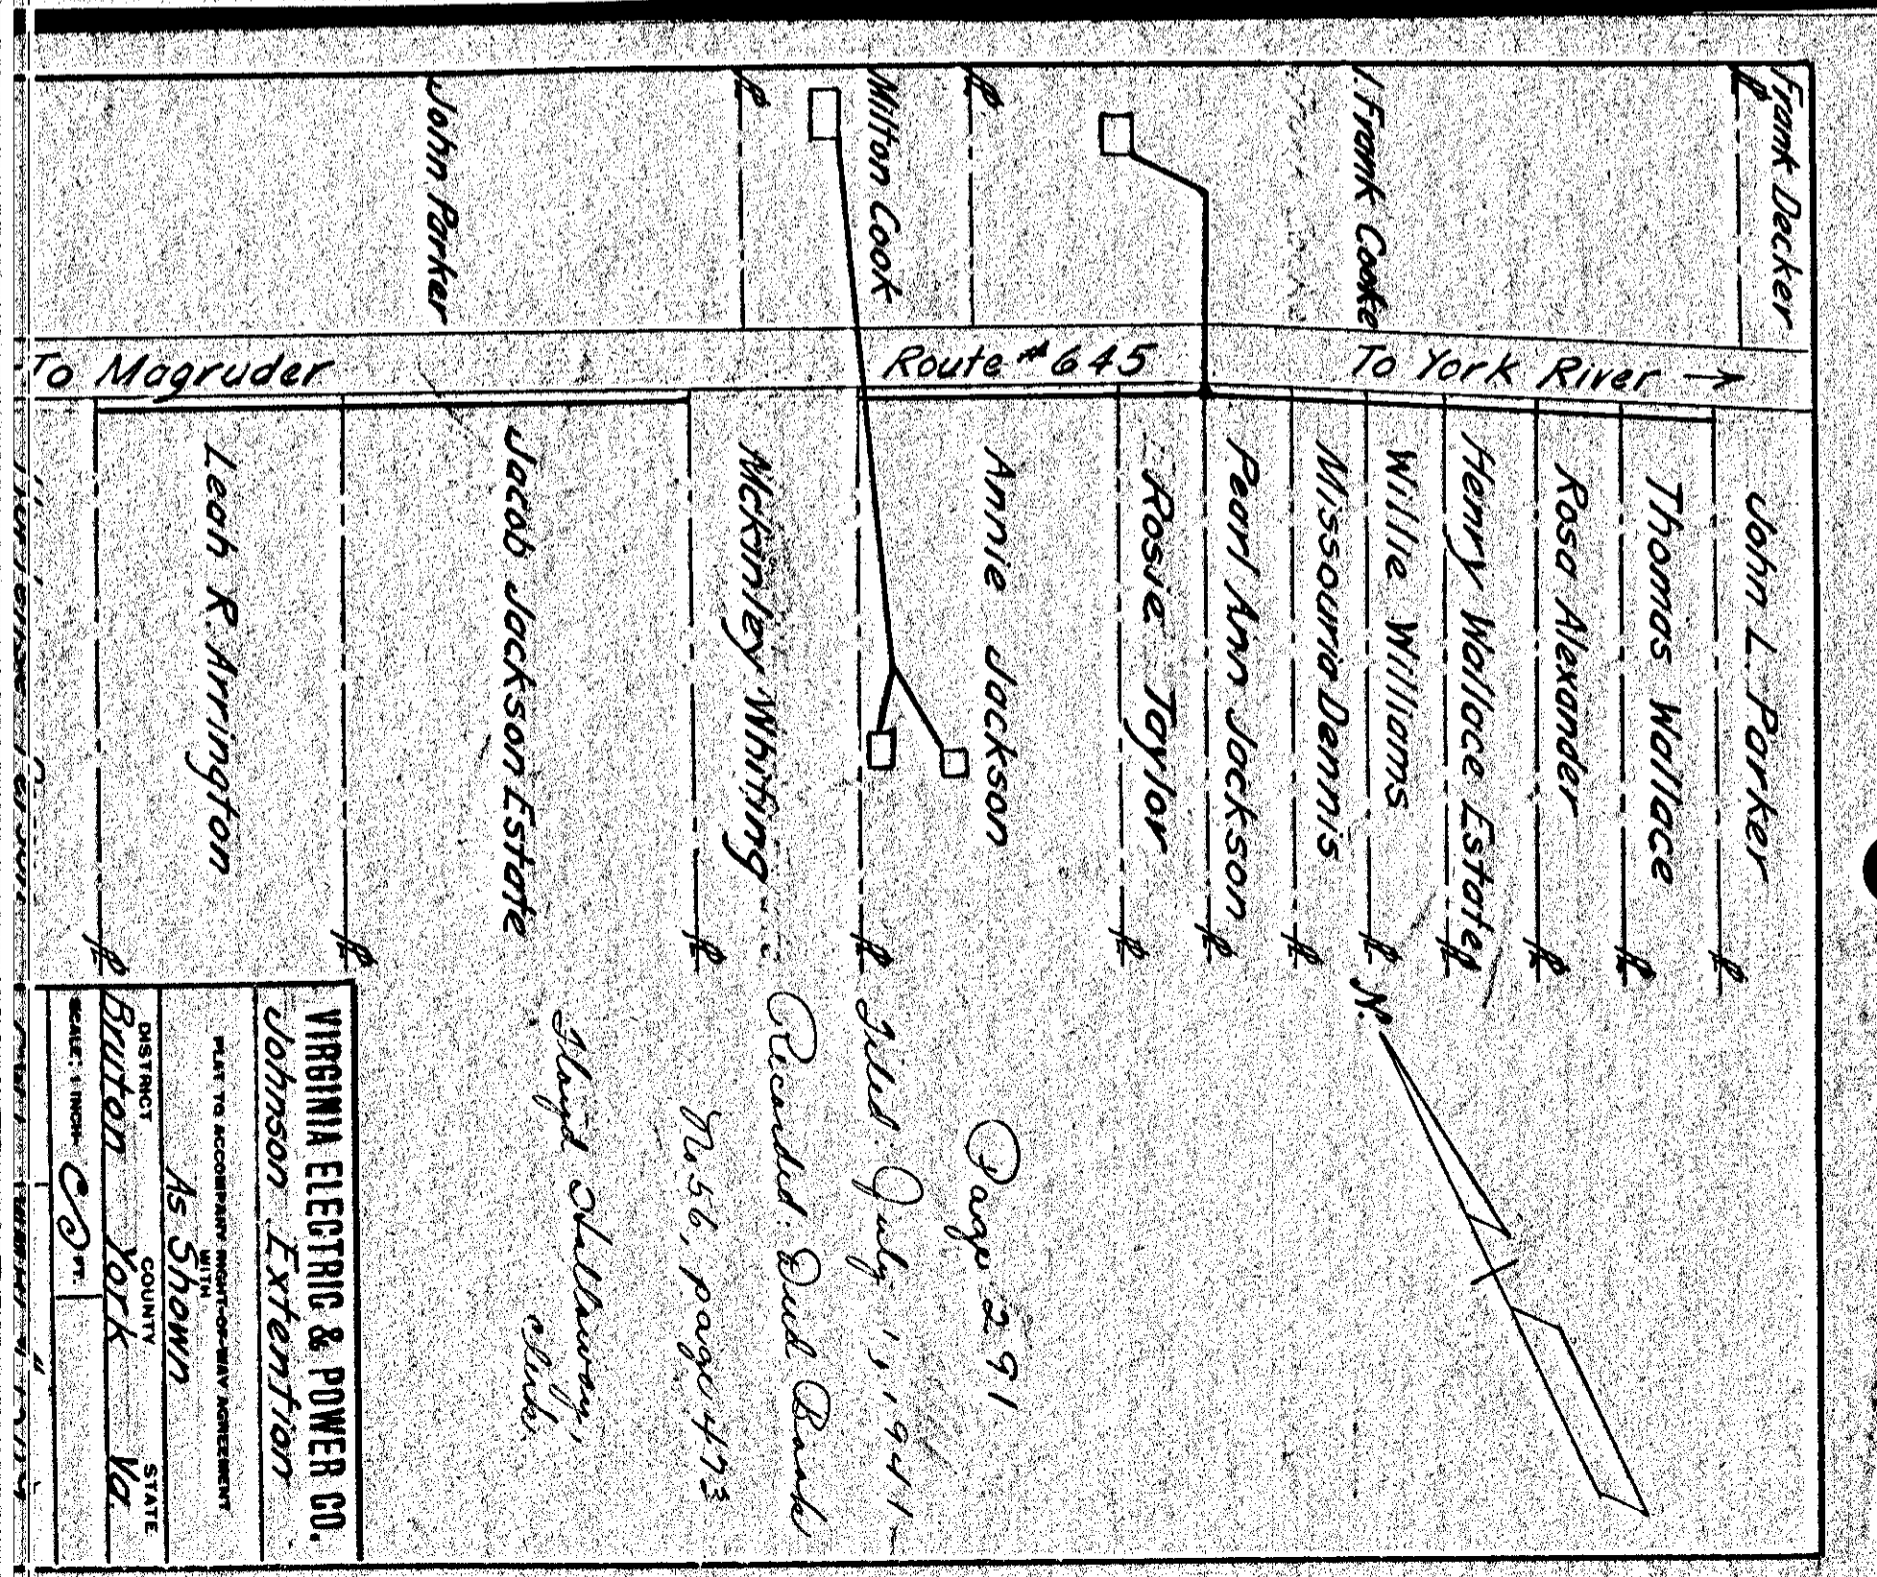 Frank Decker
J. Frank Cooke
Milton Cook
John Parker
To Magruder
Route # 645
To York River →
John L. Parker
Thomas Wallace
Rosa Alexander
Henry Wallace Estate
Willie Williams
Missouria Dennis
Pearl Ann Jackson
Rosie Taylor
Annie Jackson
McKinley Whiting
Jacob Jackson Estate
Leah R. Arrington
N.
Page 291
Filed: July 1, 1941
Recorded: Deed Book
No 56, page 473
Floyd Hallaway,
Clerk.
VIRGINIA ELECTRIC & POWER CO.
Johnson Extention
PLAT TO ACCOMPANY RIGHT-OF-WAY AGREEMENT
WITH
As Shown
DISTRICT COUNTY STATE
Bruton York Va.
SCALE: 1 INCH= FT.